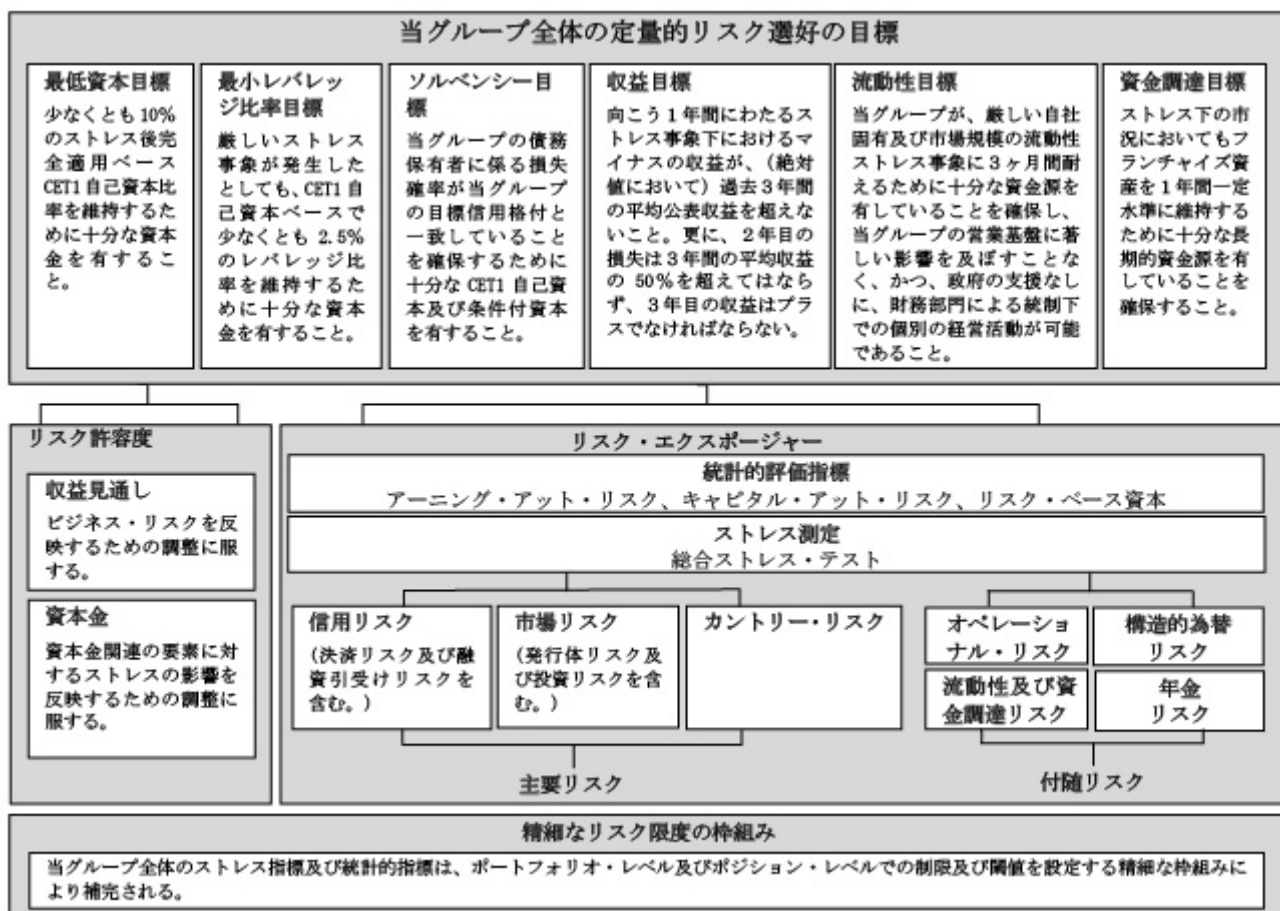 当グループ全体の定量的リスク選好の目標
最低資本目標
少なくとも 10%
のストレス後完
全適用ベース
CET1 自己資本比
率を維持するた
めに十分な資本
金を有するこ
と。
最小レバレッ
ジ比率目標
厳しいストレス
事象が発生した
としても、CET1 自
己資本ベースで
少なくとも 2.5%
のレバレッジ比
率を維持するた
めに十分な資本
金を有すること。
ソルベンシー目
標
当グループの債務
保有者に係る損失
確率が当グループ
の目標信用格付と
一致していること
を確保するために
十分な CET1 自己資
本及び条件付資本
を有すること。
収益目標
向こう1年間にわたるス
トレス事象下におけるマ
イナスの収益が、(絶対
値において)過去3年間
の平均公表収益を超えな
いこと。更に、2年目の
損失は3年間の平均収益
の 50%を超えてはなら
ず、3年目の収益はプラ
スでなければならない。
流動性目標
当グループが、厳しい自社
固有及び市場規模の流動性
ストレス事象に3ヶ月間耐
えるために十分な資金源を
有していることを確保し、
当グループの営業基盤に著
しい影響を及ぼすことな
く、かつ、政府の支援なし
に、財務部門による統制下
での個別の経営活動が可能
であること。
資金調達目標
ストレス下の市
況においてもフ
ランチャイズ資
産を1年間一定
水準に維持する
ために十分な長
期的資金源を有
していることを
確保すること。
リスク許容度
収益見通し
ビジネス・リスクを反
映するための調整に服
する。
資本金
資本金関連の要素に対
するストレスの影響を
反映するための調整に
服する。
リスク・エクスポージャー
統計的評価指標
アーニング・アット・リスク、キャピタル・アット・リスク、リスク・ベース資本
ストレス測定
総合ストレス・テスト
信用リスク
(決済リスク及び融
資引受けリスクを
含む。)
市場リスク
(発行体リスク及
び投資リスクを含
む。)
カントリー・リスク
主要リスク
オペレーショ
ナル・リスク
構造的為替
リスク
流動性及び資
金調達リスク
年金
リスク
付随リスク
精細なリスク限度の枠組み
当グループ全体のストレス指標及び統計的指標は、ポートフォリオ・レベル及びポジション・レベルでの制限及び閾値を設定する精細な枠組みに
より補完される。